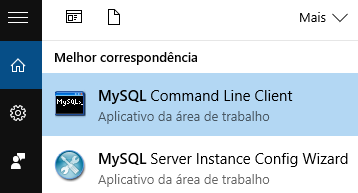 Mais
Melhor correspondência
MySQL Command Line Client
Aplicativo da área de trabalho
MySQL Server Instance Config Wizard
Aplicativo da área de trabalho